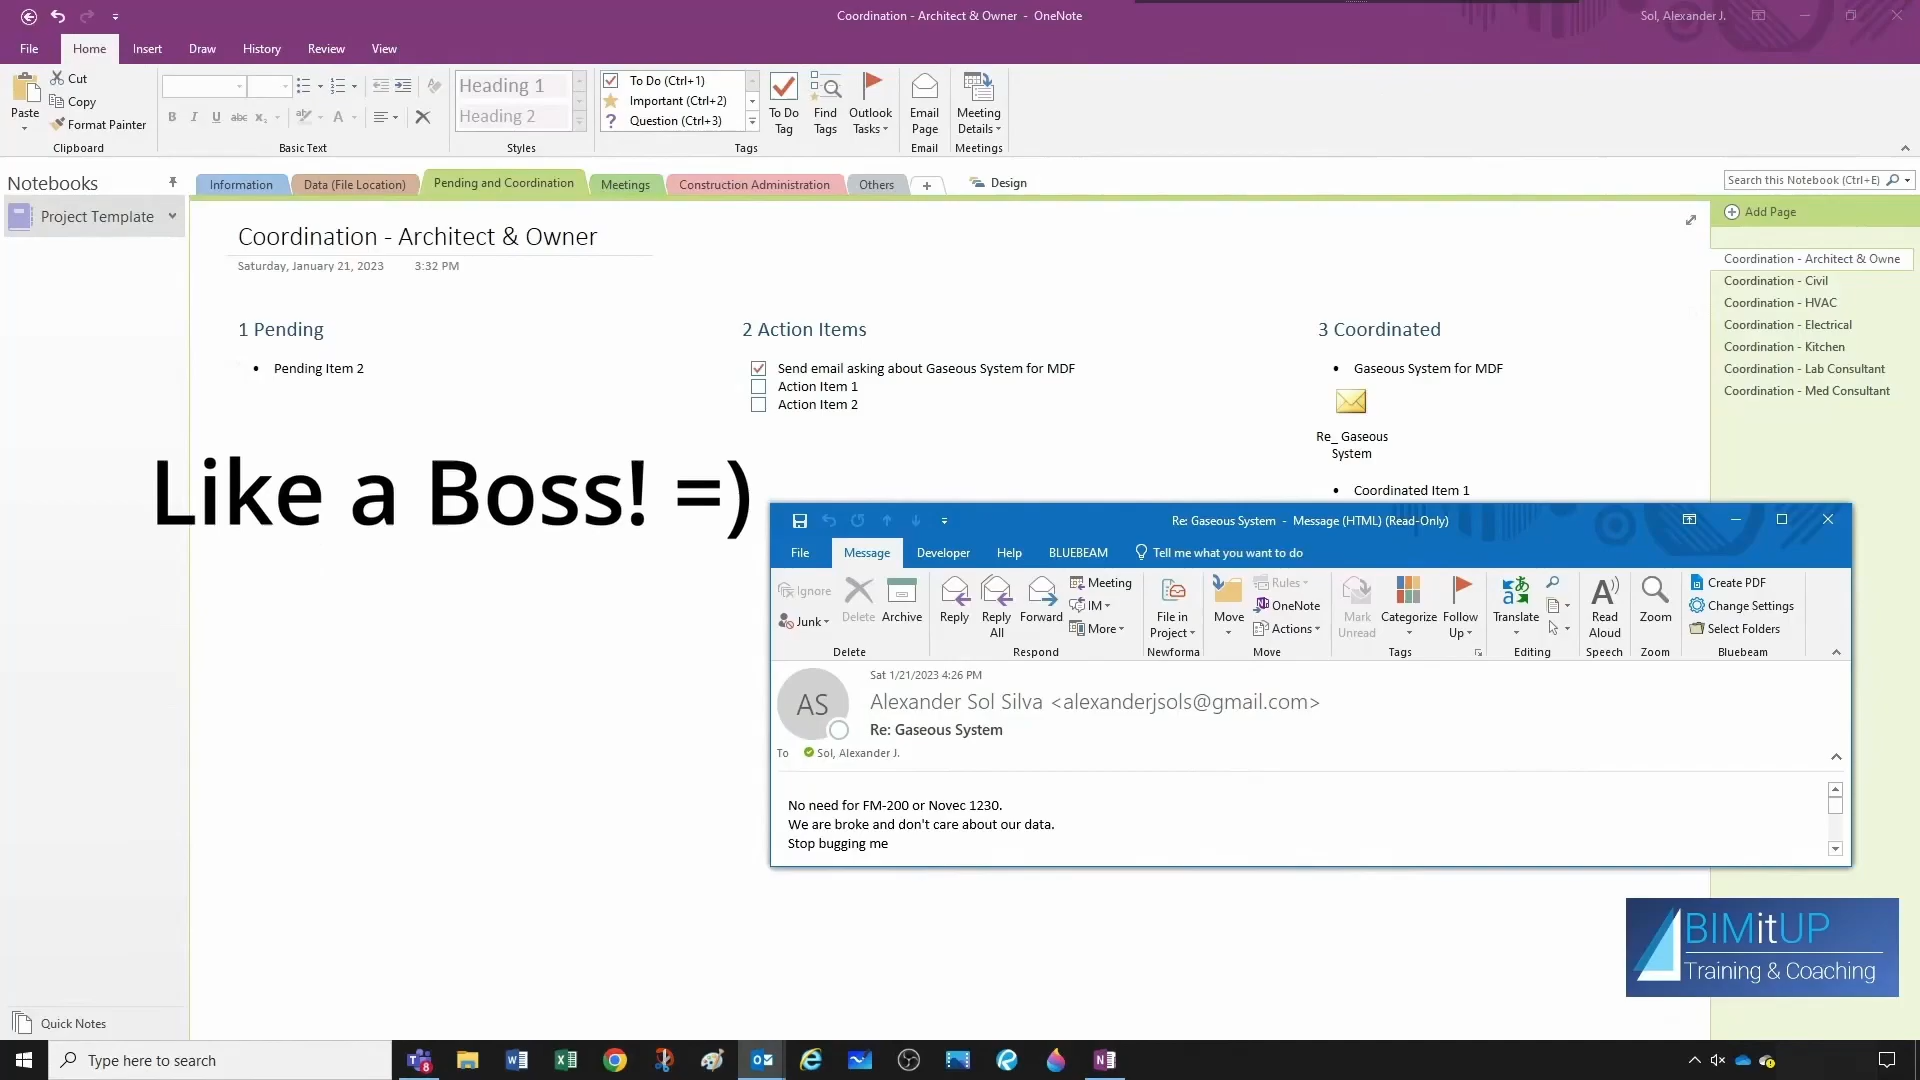 Coordination - Architect & Owner - OneNote
Sol, Alexander J.
File Home Insert Draw History Review View
Paste
Cut
Copy
Format Painter
Clipboard
B I U abc x₂ A
Basic Text
Heading 1
Heading 2
Styles
To Do (Ctrl+1)
Important (Ctrl+2)
Question (Ctrl+3)
To Do Tag
Find Tags
Outlook Tasks
Tags
Email Page
Email
Meeting Details
Meetings
Notebooks
Project Template
Information
Data (File Location)
Pending and Coordination
Meetings
Construction Administration
Others
Design
Search this Notebook (Ctrl+E)
Add Page
Coordination - Architect & Owne
Coordination - Civil
Coordination - HVAC
Coordination - Electrical
Coordination - Kitchen
Coordination - Lab Consultant
Coordination - Med Consultant
Coordination - Architect & Owner
Saturday, January 21, 2023 3:32 PM
1 Pending
• Pending Item 2
2 Action Items
Send email asking about Gaseous System for MDF
Action Item 1
Action Item 2
3 Coordinated
• Gaseous System for MDF
Re_ Gaseous
System
• Coordinated Item 1
Like a Boss! =)
Re: Gaseous System - Message (HTML) (Read-Only)
File Message Developer Help BLUEBEAM Tell me what you want to do
Ignore
Junk
Delete
Archive
Delete
Reply
Reply All
Forward
Meeting
IM
More
Respond
File in Project
Newforma
Move
Rules
OneNote
Actions
Move
Mark Unread
Categorize
Follow Up
Tags
Translate
Editing
Read Aloud
Speech
Zoom
Zoom
Create PDF
Change Settings
Select Folders
Bluebeam
Sat 1/21/2023 4:26 PM
AS
Alexander Sol Silva <alexanderjsols@gmail.com>
Re: Gaseous System
To Sol, Alexander J.
No need for FM-200 or Novec 1230.
We are broke and don't care about our data.
Stop bugging me
BIMitUP
Training & Coaching
Quick Notes
Type here to search